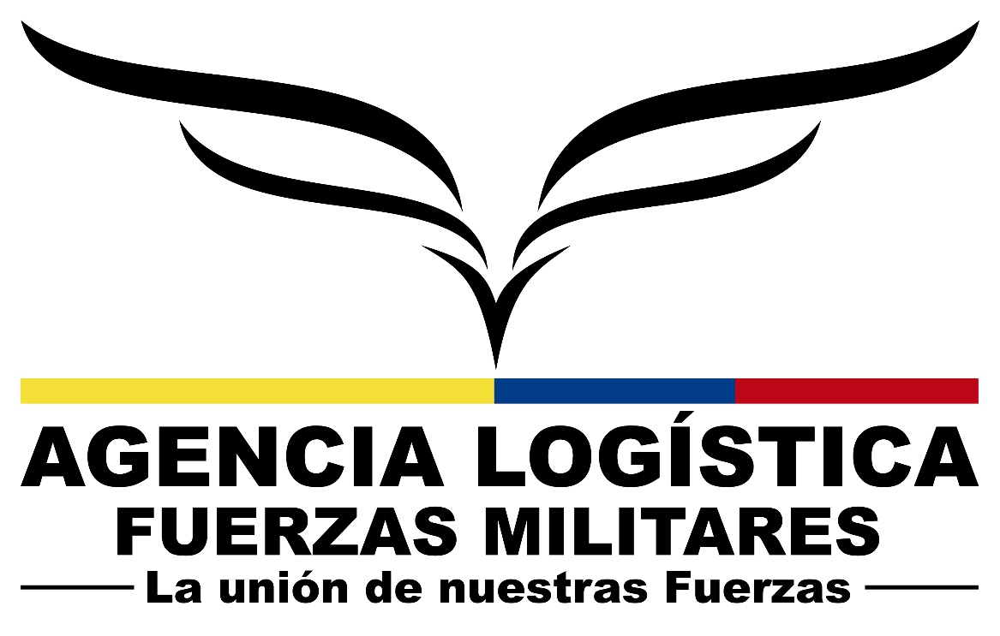 AGENCIA LOGÍSTICA
FUERZAS MILITARES
La unión de nuestras Fuerzas